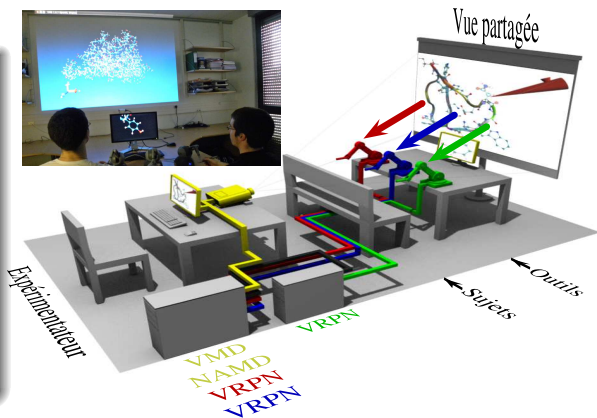 Vue partagée
Expérimentateur
Outils
Sujets
VRPN
VMD
NAMD
VRPN
VRPN